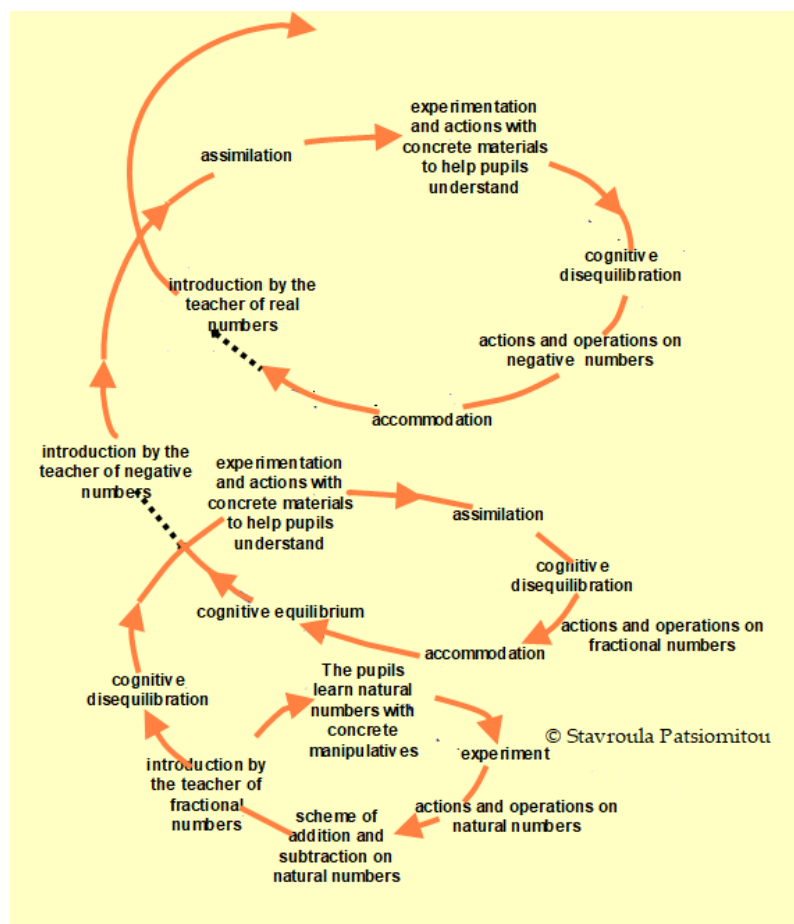 experimentation
and actions with
concrete materials
to help pupils
understand
assimilation
cognitive
disequilibration
introduction by the
teacher of real
numbers
actions and operations on
negative numbers
accommodation
introduction by the
teacher of negative
numbers
experimentation
and actions with
concrete materials
to help pupils
understand
assimilation
cognitive
disequilibration
cognitive equilibrium
actions and operations on
fractional numbers
accommodation
cognitive
disequilibration
The pupils
learn natural
numbers with
concrete
manipulatives
© Stavroula Patsiomitou
experiment
introduction by
the teacher of
fractional
numbers
actions and operations on
natural numbers
scheme of
addition and
subtraction on
natural numbers